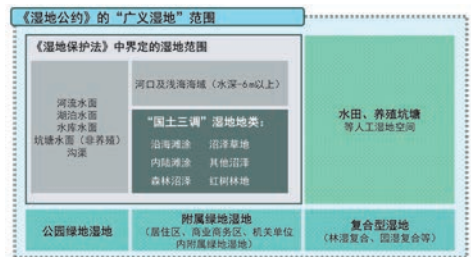 《湿地公约》的“广义湿地”范围
《湿地保护法》中界定的湿地范围
河流水面
湖泊水面
水库水面
坑塘水面（非养殖）
沟渠
河口及浅海海域（水深-6m以上）
“国土三调”湿地地类：
沿海滩涂 沼泽草地
内陆滩涂 其他沼泽
森林沼泽 红树林地
水田、养殖坑塘
等人工湿地空间
公园绿地湿地
附属绿地湿地
（居住区、商业商务区、机关单位
内附属绿地湿地）
复合型湿地
（林湿复合、园湿复合等）